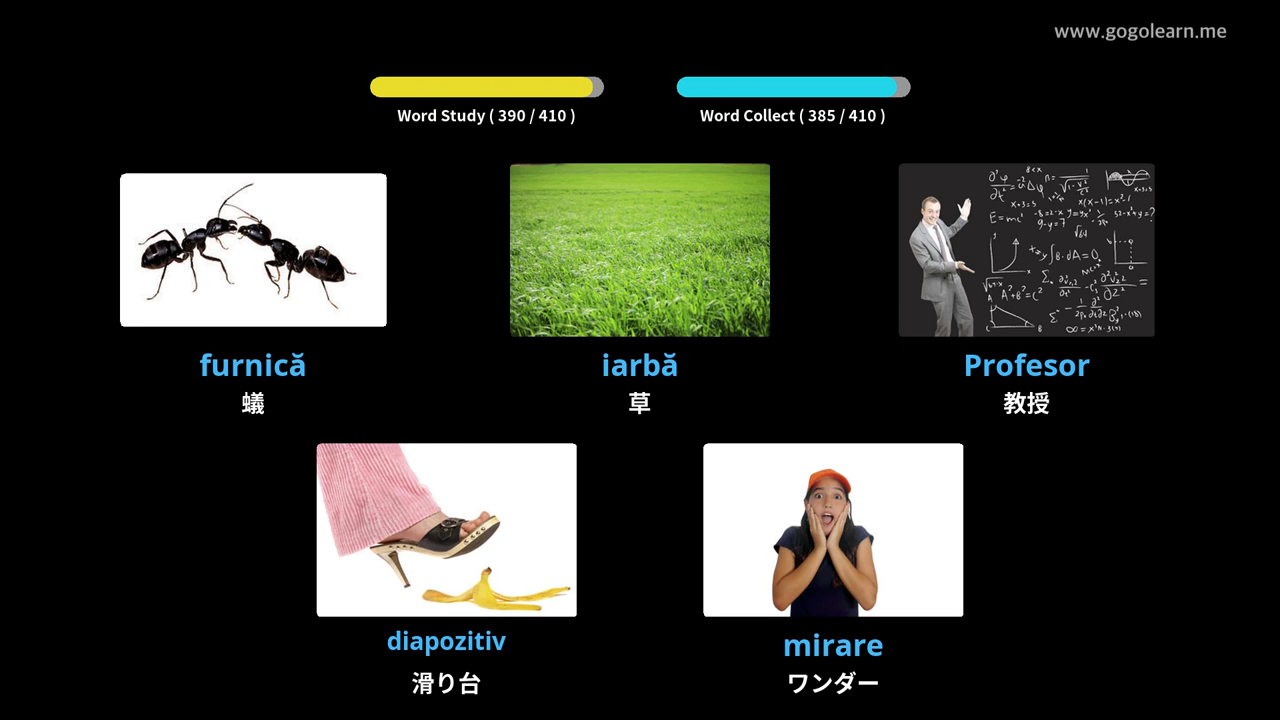 www.gogolearn.me
Word Study ( 390 / 410 )
Word Collect ( 385 / 410 )
furnică
蟻
iarbă
草
Profesor
教授
diapozitiv
滑り台
mirare
ワンダー